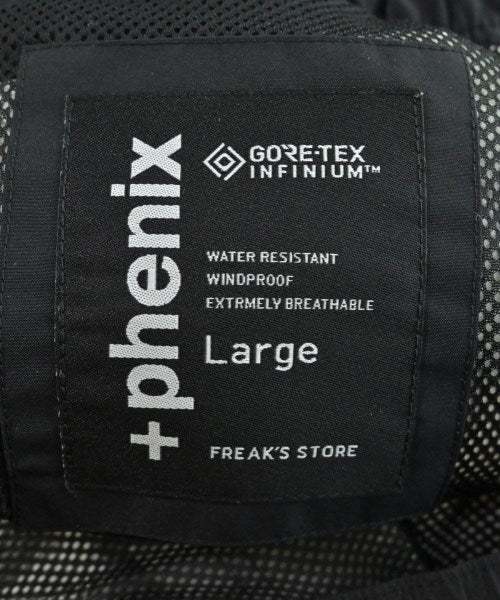 +phenix
GORE-TEX
INFINIUM™
WATER RESISTANT
WINDPROOF
EXTRMELY BREATHABLE
Large
FREAK'S STORE